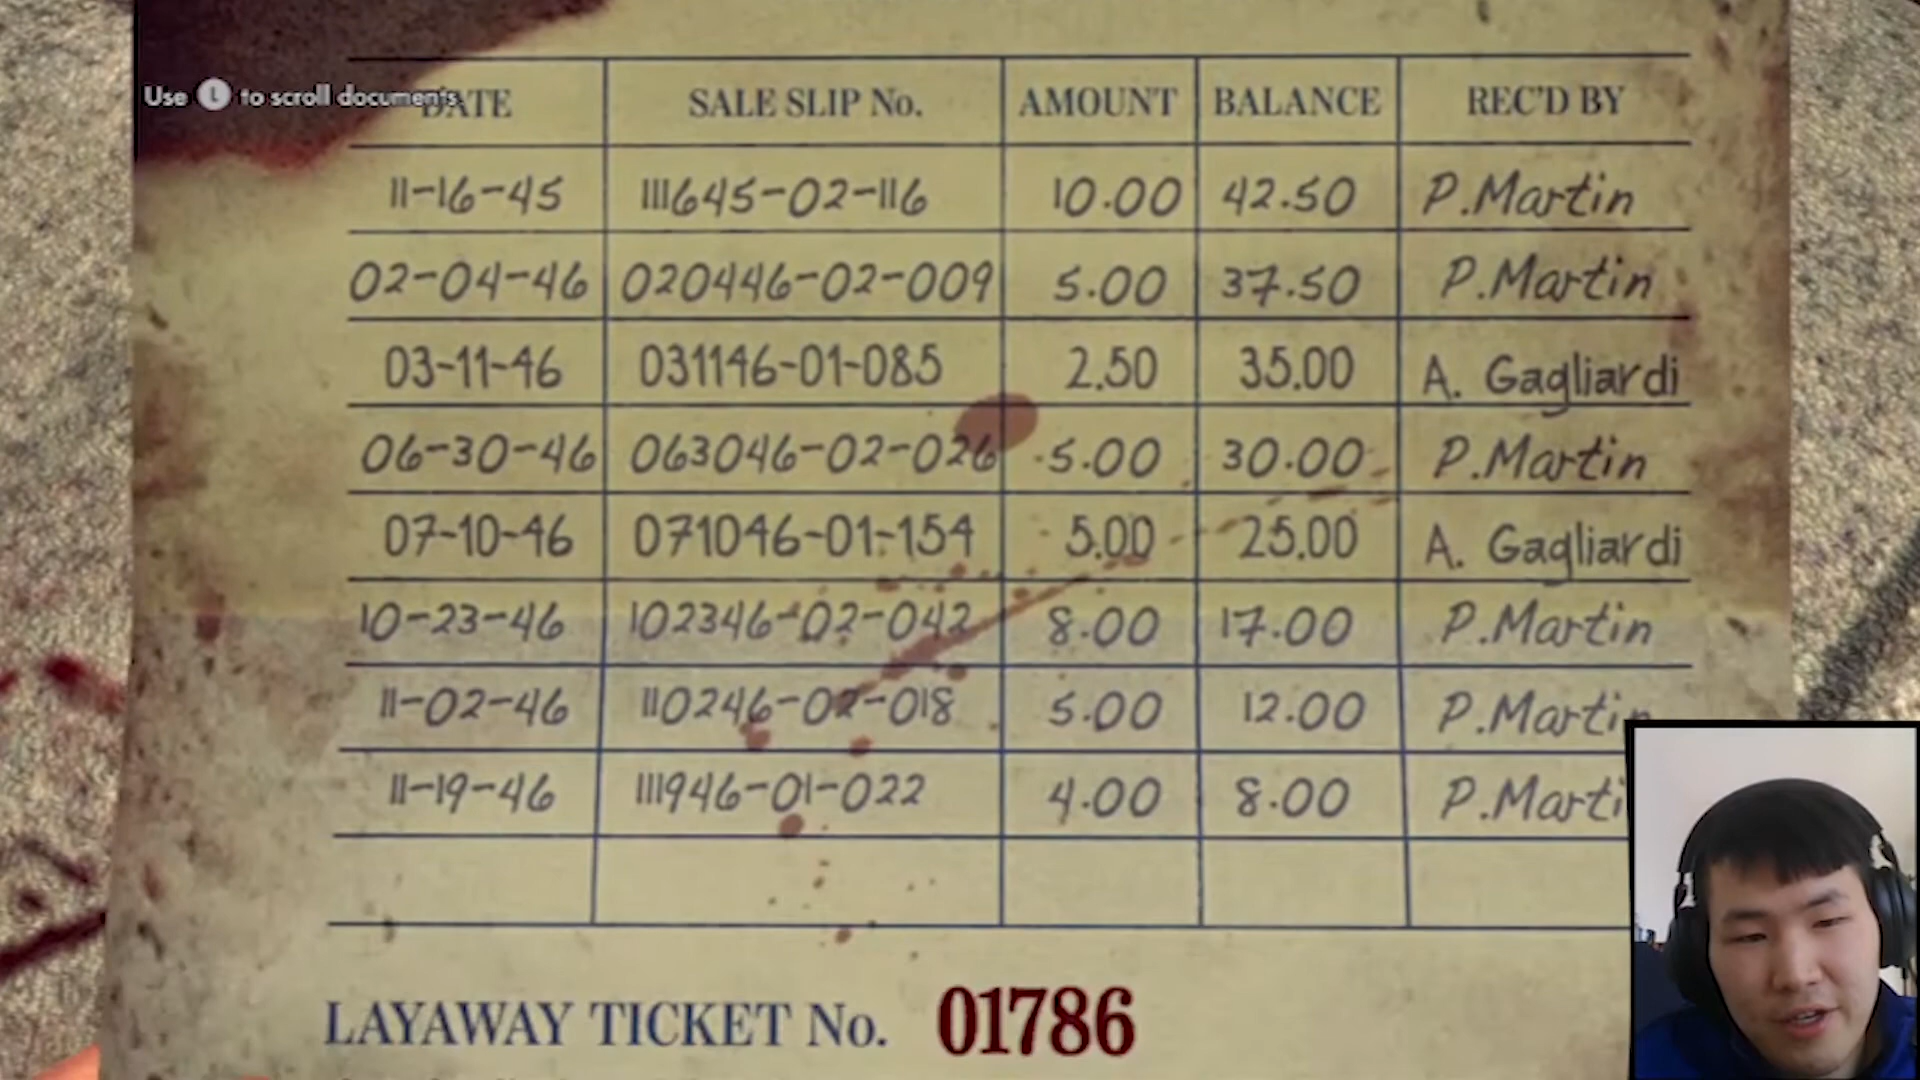 Use L to scroll documents.
DATE SALE SLIP No. AMOUNT BALANCE REC'D BY
11-16-45 111645-02-116 10.00 42.50 P.Martin
02-04-46 020446-02-009 5.00 37.50 P.Martin
03-11-46 031146-01-085 2.50 35.00 A. Gagliardi
06-30-46 063046-02-026 5.00 30.00 P.Martin
07-10-46 071046-01-154 5.00 25.00 A. Gagliardi
10-23-46 102346-02-042 8.00 17.00 P.Martin
11-02-46 110246-02-018 5.00 12.00 P.Martin
11-19-46 111946-01-022 4.00 8.00 P.Marti
LAYAWAY TICKET No. 01786